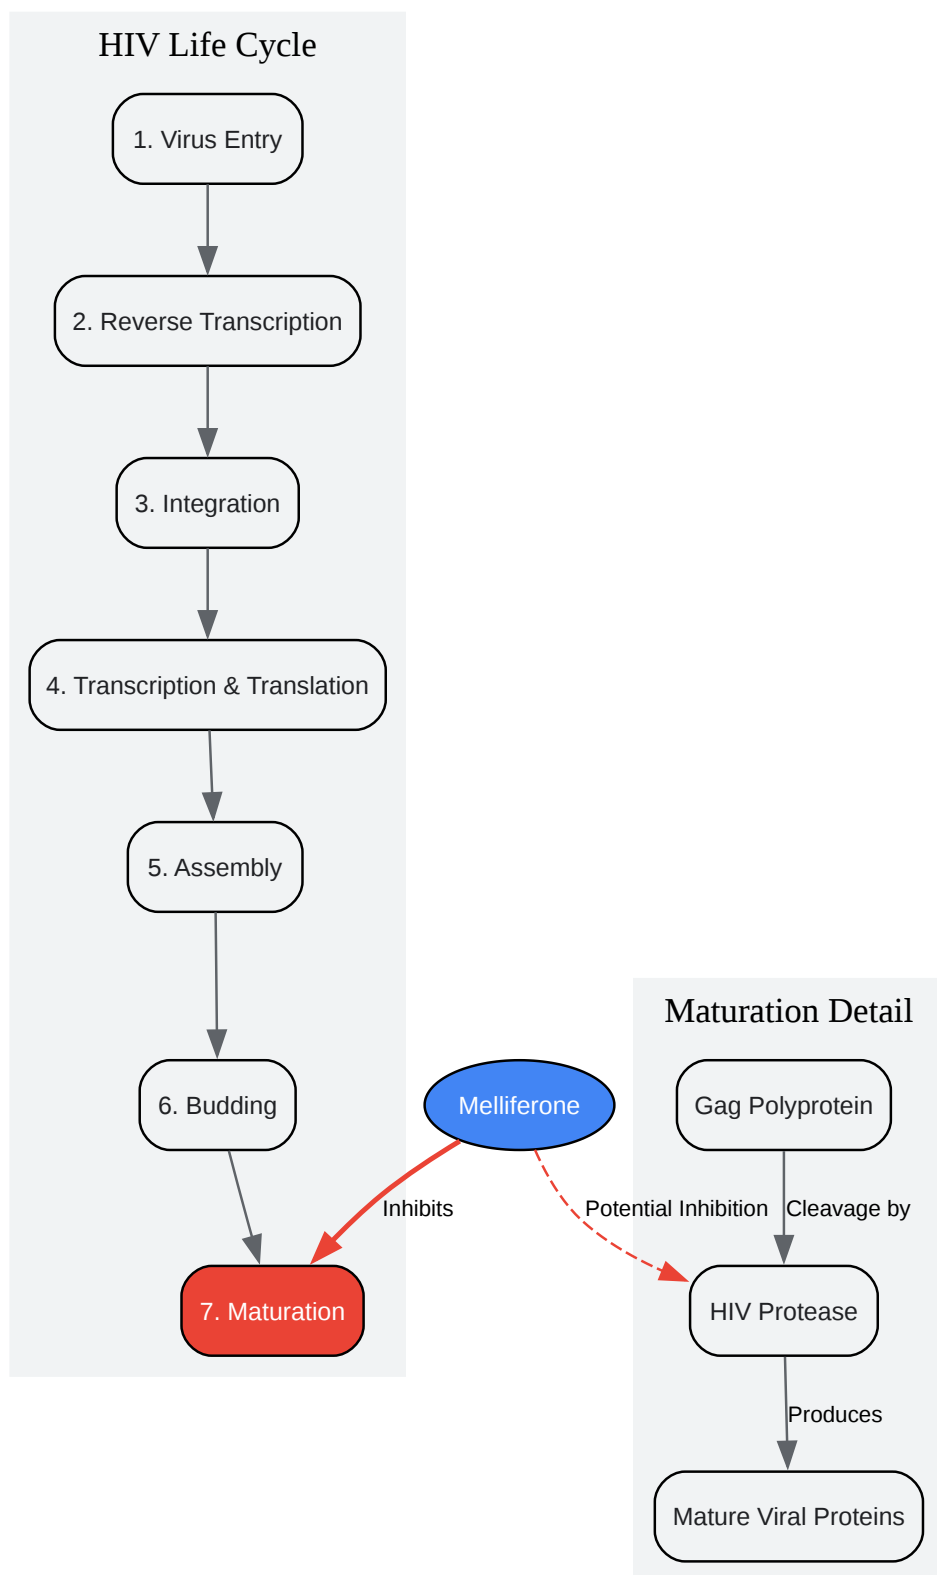 HIV Life Cycle
1. Virus Entry
2. Reverse Transcription
3. Integration
4. Transcription & Translation
5. Assembly
6. Budding
7. Maturation
Melliferone
Inhibits
Potential Inhibition
Maturation Detail
Gag Polyprotein
Cleavage by
HIV Protease
Produces
Mature Viral Proteins